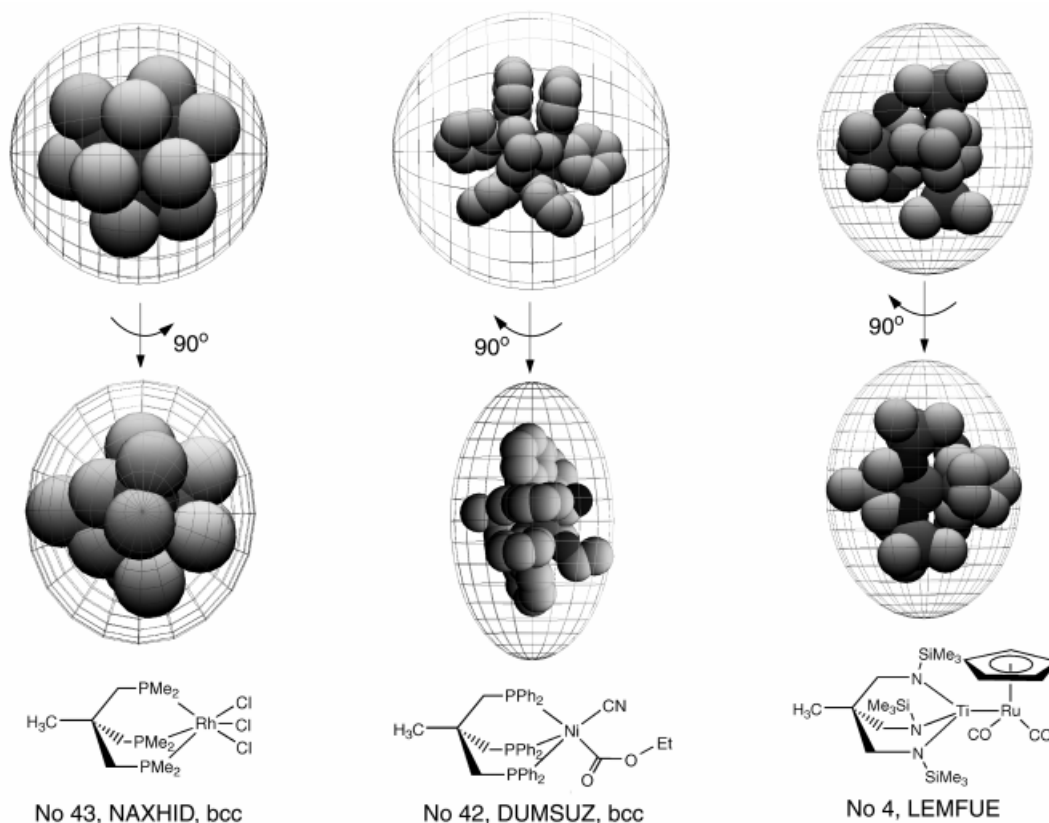 90°
90°
90°
PMe2
H3C
PMe2
PMe2
Rh
Cl
Cl
Cl
No 43, NAXHID, bcc
PPh2
H3C
PPh2
PPh2
Ni
CN
O
O
Et
No 42, DUMSUZ, bcc
SiMe3
N
H3C
Me3Si
N
N
SiMe3
Ti
Ru
CO
CO
No 4, LEMFUE